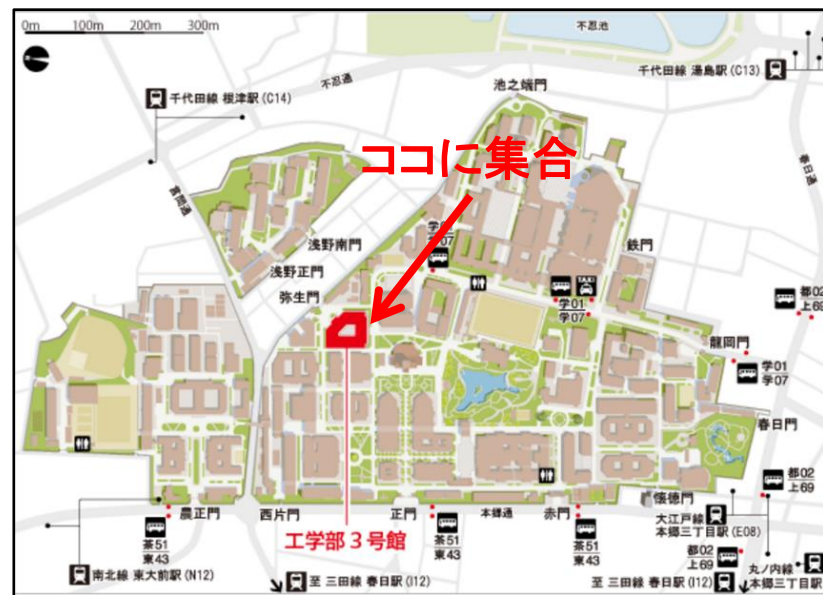 0m 100m 200m 300m
不忍池
千代田線 湯島駅(C13)
千代田線 根津駅(C14)
不忍通
池之端門
ココに集合
春日通
言問通
学01
学07
鉄門
浅野南門
浅野正門
弥生門
TAXI
学01
学07
都02
上69
龍岡門
学01
学07
春日門
都02
上69
懐徳門
農正門
西片門
正門
本郷通
赤門
大江戸線
本郷三丁目駅(E08)
茶51
東43
工学部3号館
茶51
東43
茶51
東43
都02
上69
丸ノ内線
本郷三丁目駅
南北線 東大前駅(N12)
至 三田線 春日駅(I12)
至 三田線 春日駅(I12)